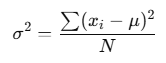 σ² = ∑(xᵢ − μ)² / N